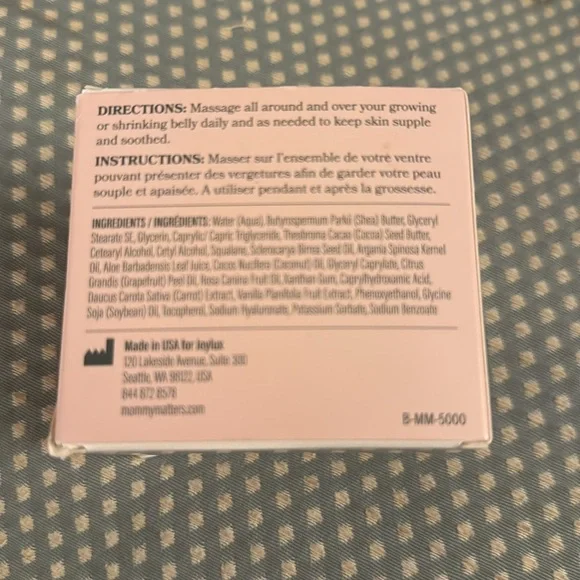 DIRECTIONS: Massage all around and over your growing
or shrinking belly daily and as needed to keep skin supple
and soothed.
INSTRUCTIONS: Masser sur l'ensemble de votre ventre
pouvant présenter des vergetures afin de garder votre peau
souple et apaisée. A utiliser pendant et après la grossesse.
INGREDIENTS / INGRÉDIENTS: Water (Aqua), Butyrospermum Parkii (Shea) Butter, Glyceryl
Stearate SE, Glycerin, Caprylic/ Capric Triglyceride, Theobroma Cacao (Cocoa) Seed Butter,
Cetearyl Alcohol, Cetyl Alcohol, Squalane, Sclerocarya Birrea Seed Oil, Argania Spinosa Kernel
Oil, Aloe Barbadensis Leaf Juice, Cocos Nucifera (Coconut) Oil, Glyceryl Caprylate, Citrus
Grandis (Grapefruit) Peel Oil, Rosa Canina Fruit Oil, Xanthan Gum, Caprylhydroxamic Acid,
Daucus Carota Sativa (Carrot) Extract, Vanilla Planifolia Fruit Extract, Phenoxyethanol, Glycine
Soja (Soybean) Oil, Tocopherol, Sodium Hyaluronate, Potassium Sorbate, Sodium Benzoate
Made in USA for
120 Lakeside Avenue, Suite
Seattle, WA 98122, USA
844 872 8578
mommymatters.com
B-MM-5000